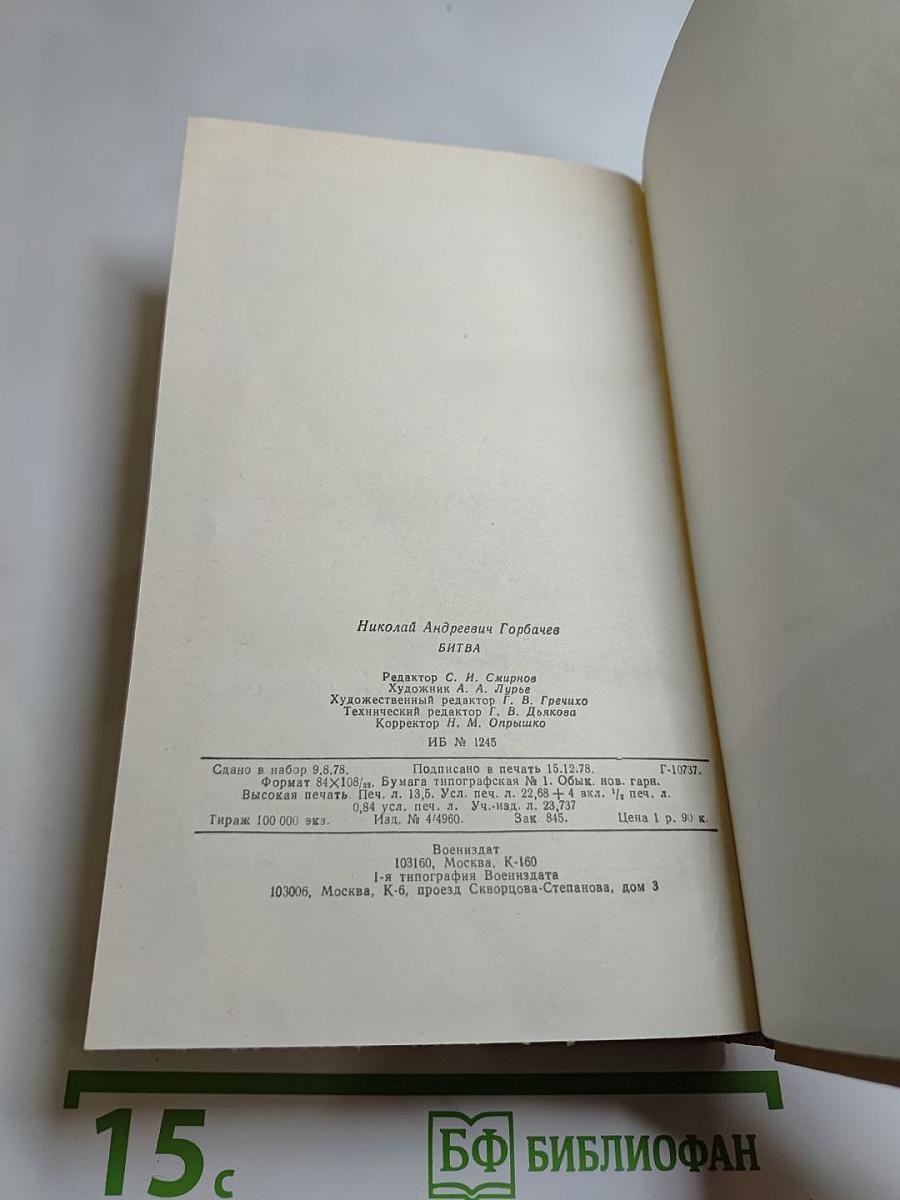 Николай Андреевич Горбачев
БИТВА
Редактор С. И. Смирнов
Художник А. А. Лурье
Художественный редактор Г. В. Гречихо
Технический редактор Г. В. Дьякова
Корректор Н. М. Опрышко
ИБ № 1245
Сдано в набор 9.8.78. Подписано в печать 15.12.78. Г-10737.
Формат 84×108/32. Бумага типографская № 1. Обык. нов. гарн.
Высокая печать. Печ. л. 13,5. Усл. печ. л. 22,68 + 4 вкл. 1/2 печ. л.
0,84 усл. печ. л. Уч.-изд. л. 23,737
Тираж 100 000 экз. Изд. № 4/4960. Зак 845. Цена 1 р. 90 к.
Воениздат
103160, Москва, К-160
1-я типография Воениздата
103006, Москва, К-6, проезд Скворцова-Степанова, дом 3
15 с
БФ БИБЛИОФАН